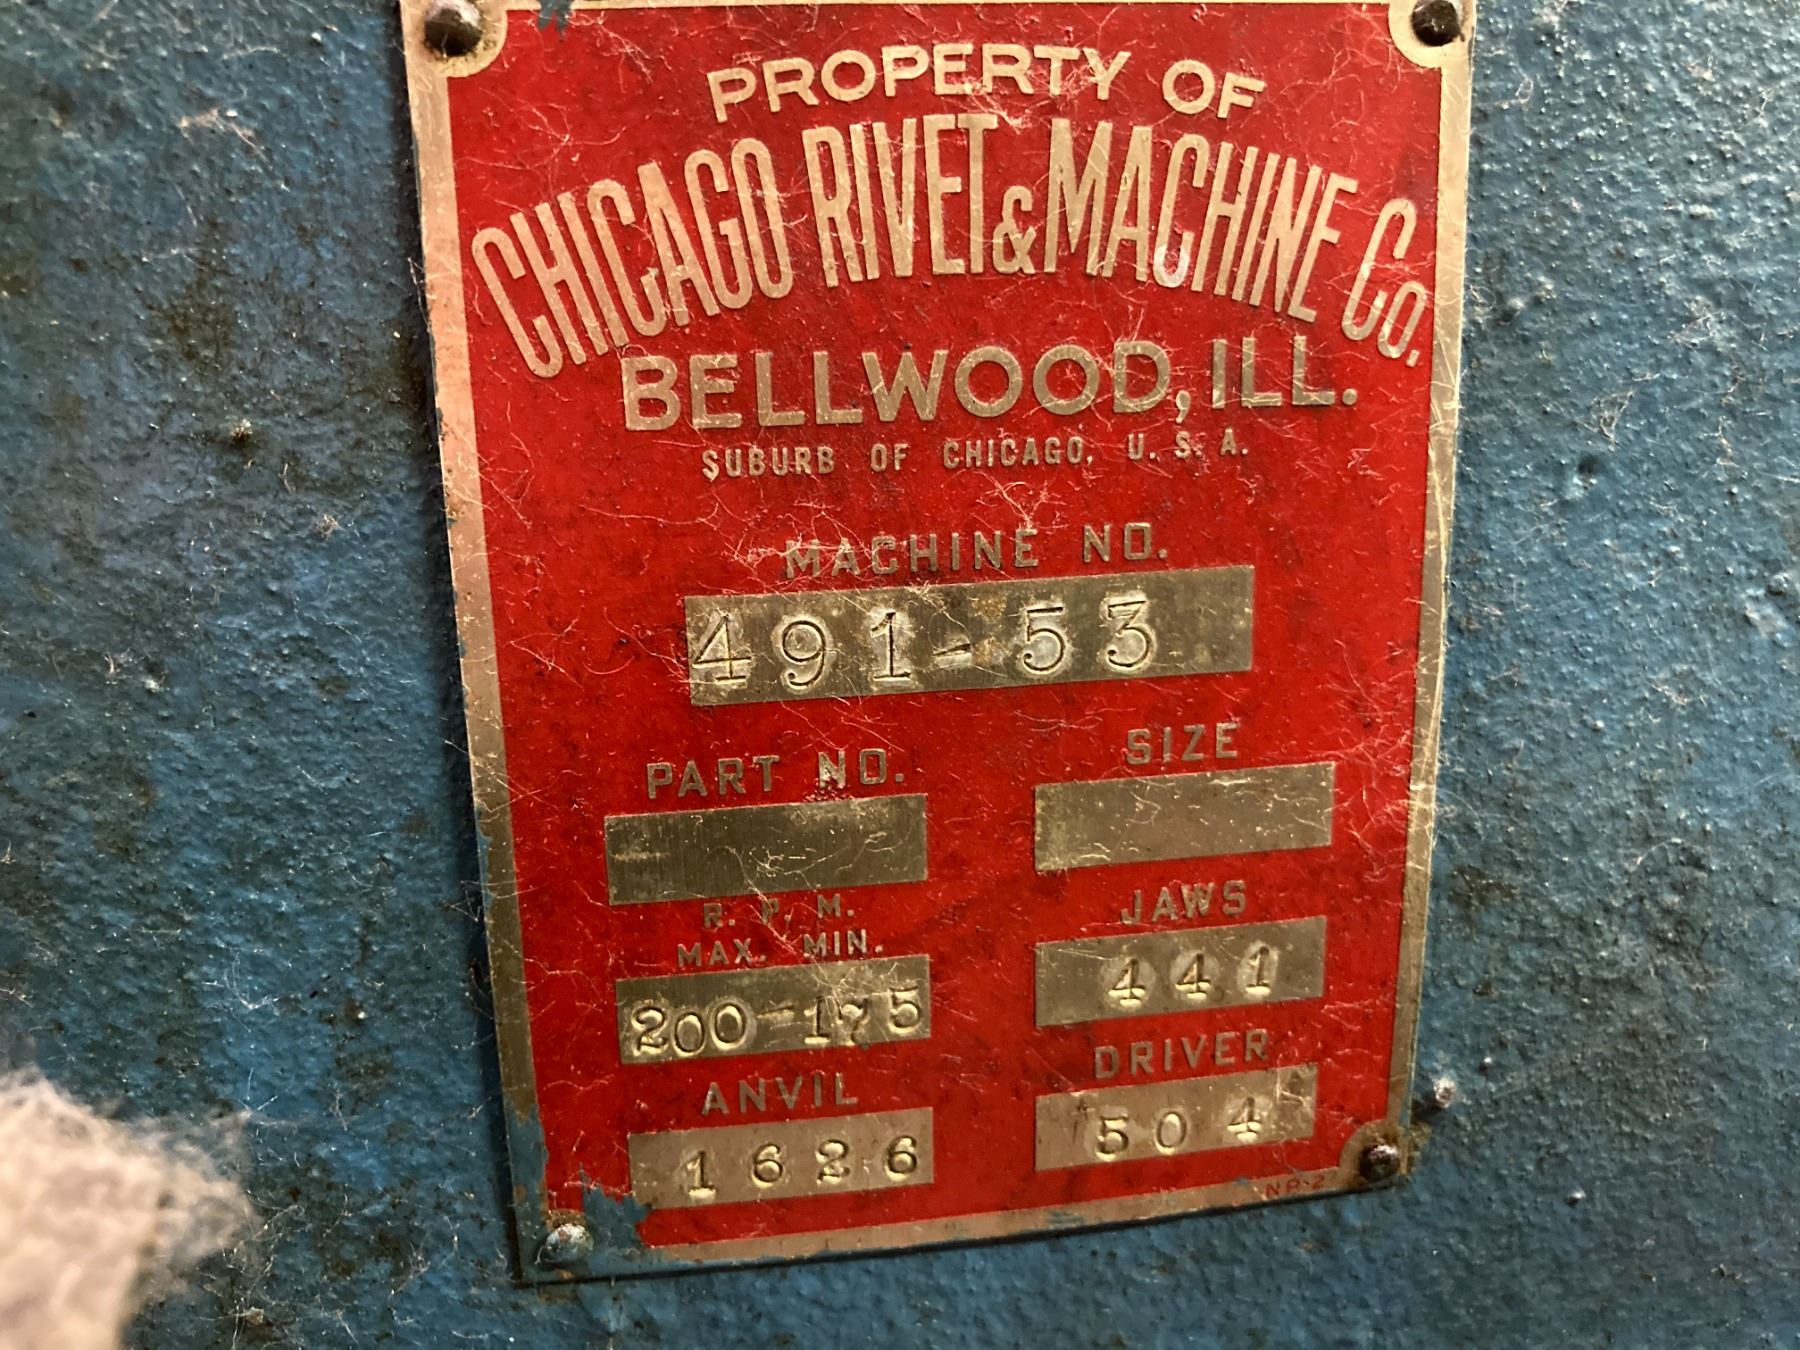 PROPERTY OF
CHICAGO RIVET & MACHINE Co.
BELLWOOD, ILL.
SUBURB OF CHICAGO, U. S. A.
MACHINE NO.
491-53
PART NO.
SIZE
R. P. M.
MAX. MIN.
200-175
JAWS
441
ANVIL
1626
DRIVER
504
NP-2